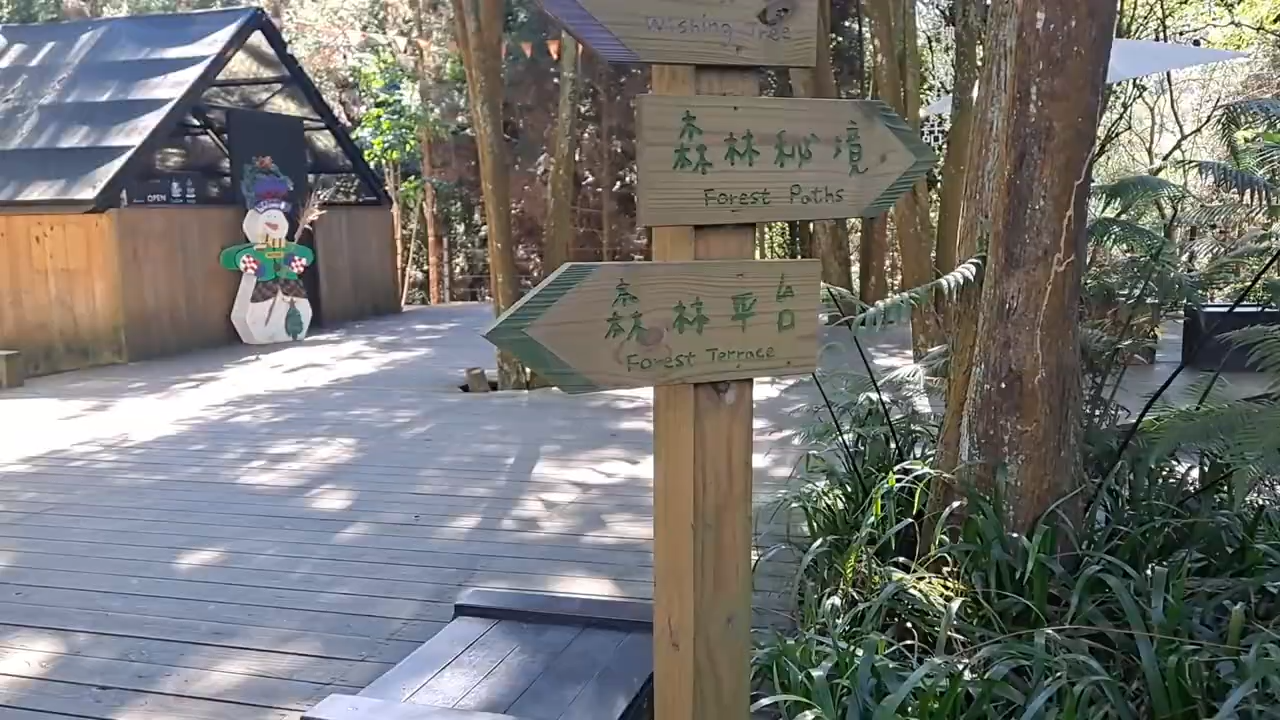 Wishing Tree
森林秘境
Forest Paths
森林平台
Forest Terrace
OPEN